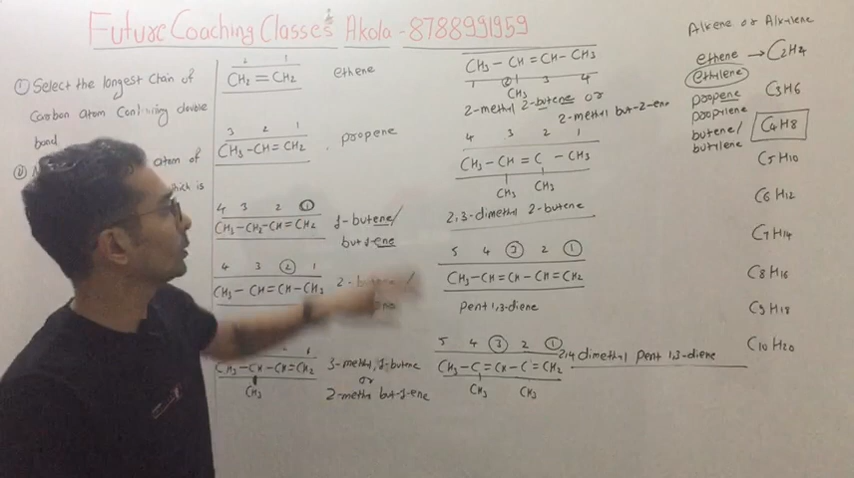 Future Coaching Classes Akola - 8788991959
① Select the longest chain of
Carbon atom Containing double
bond
atom of
which is
2 1
CH2 = CH2 ethene
3 2 1
CH3 - CH = CH2 propene
4 3 2 ①
CH3 - CH2 - CH = CH2 1-butene/
but 1-ene
4 3 ② 1
CH3 - CH = CH - CH3 2-
CH3 - CH - CH = CH2 3-methyl, 1-butene
or
CH3 2-methyl but-1-ene
CH3 - CH = CH - CH3
1 ② 3 4
CH3
2-methyl 2-butene or
2-methyl but-2-ene
4 3 2 1
CH3 - CH = C - CH3
CH3 CH3
2,3-dimethyl 2-butene
5 4 ③ 2 ①
CH3 - CH = CH - CH = CH2
Pent 1,3-diene
5 4 ③ 2 ①
CH3 - C = CH - C = CH2 2,4 dimethyl pent 1,3-diene
CH3 CH3
Alkene or Alkylene
ethene → C2H4
ethylene
propene C3H6
propylene
butene/ C4H8
butylene
C5H10
C6H12
C7H14
C8H16
C9H18
C10H20